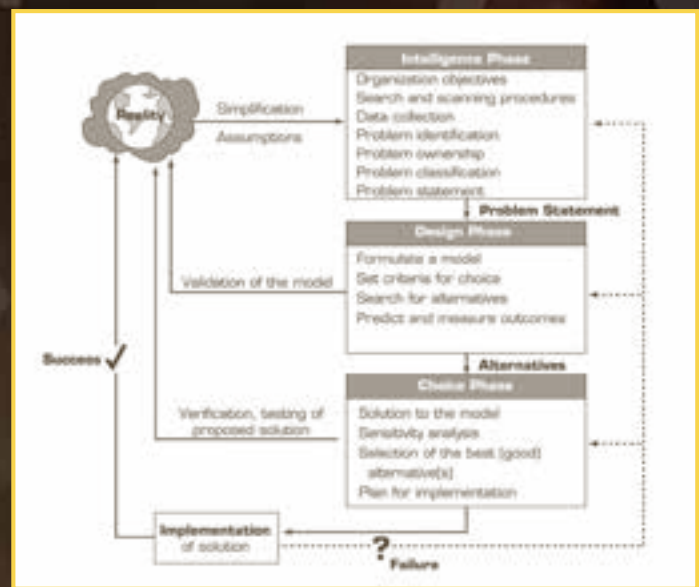 Intelligence Phase
Organization objectives
Search and scanning procedures
Data collection
Problem identification
Problem ownership
Problem classification
Problem statement
Reality
Simplification
Assumptions
Problem Statement
Design Phase
Formulate a model
Set criteria for choice
Search for alternatives
Predict and measure outcomes
Validation of the model
Success
Alternatives
Choice Phase
Solution to the model
Sensitivity analysis
Selection of the best (good)
alternative(s)
Plan for implementation
Verification, testing of
proposed solution
Implementation
of solution
?
Failure